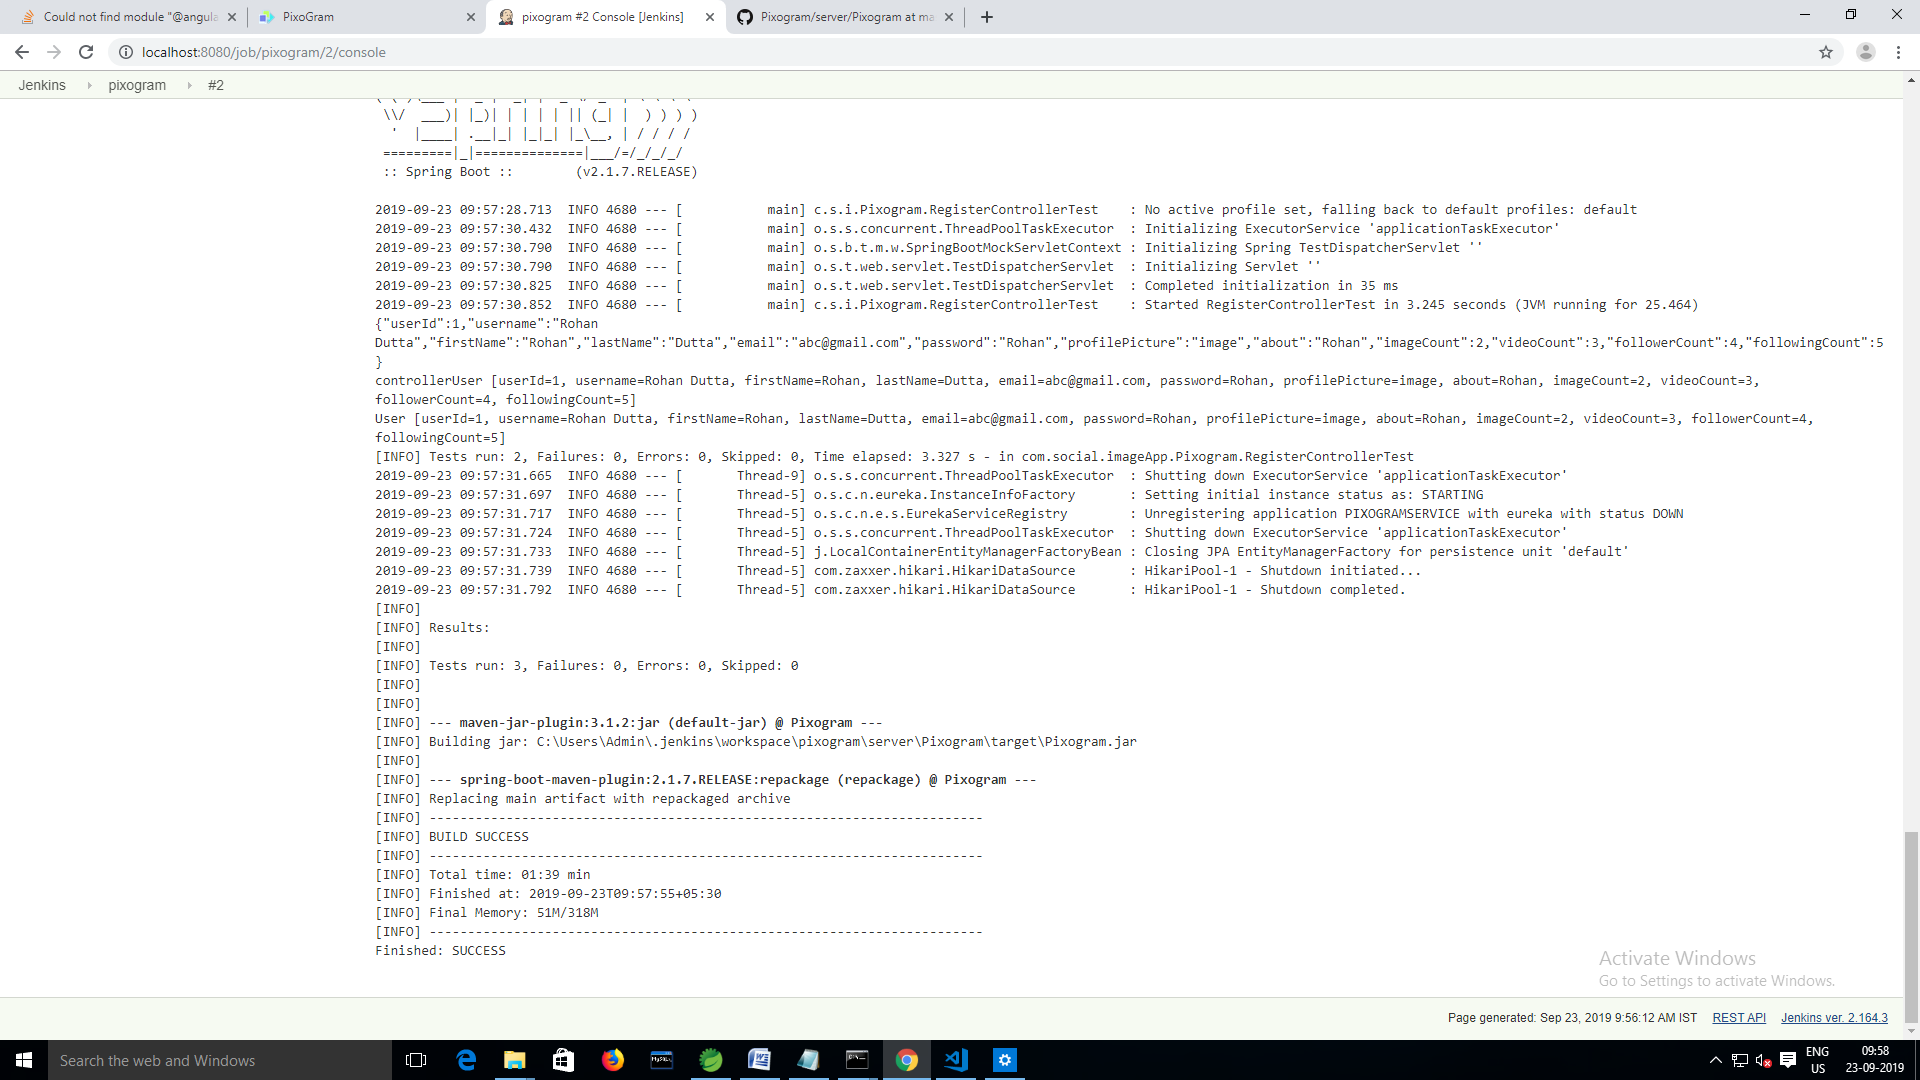 Could not find module "@angula
PixoGram
pixogram #2 Console [Jenkins]
Pixogram/server/Pixogram at ma
localhost:8080/job/pixogram/2/console
Jenkins
pixogram
#2
\\/  ___)| |_)| | | | | || (_| |  ) ) ) )
'  |____| .__|_| |_|_| |_\__, | / / / /
=========|_|==============|___/=/_/_/_/
:: Spring Boot ::        (v2.1.7.RELEASE)
2019-09-23 09:57:28.713  INFO 4680 --- [           main] c.s.i.Pixogram.RegisterControllerTest    : No active profile set, falling back to default profiles: default
2019-09-23 09:57:30.432  INFO 4680 --- [           main] o.s.s.concurrent.ThreadPoolTaskExecutor  : Initializing ExecutorService 'applicationTaskExecutor'
2019-09-23 09:57:30.790  INFO 4680 --- [           main] o.s.b.t.m.w.SpringBootMockServletContext : Initializing Spring TestDispatcherServlet ''
2019-09-23 09:57:30.790  INFO 4680 --- [           main] o.s.t.web.servlet.TestDispatcherServlet  : Initializing Servlet ''
2019-09-23 09:57:30.825  INFO 4680 --- [           main] o.s.t.web.servlet.TestDispatcherServlet  : Completed initialization in 35 ms
2019-09-23 09:57:30.852  INFO 4680 --- [           main] c.s.i.Pixogram.RegisterControllerTest    : Started RegisterControllerTest in 3.245 seconds (JVM running for 25.464)
{"userId":1,"username":"Rohan
Dutta","firstName":"Rohan","lastName":"Dutta","email":"abc@gmail.com","password":"Rohan","profilePicture":"image","about":"Rohan","imageCount":2,"videoCount":3,"followerCount":4,"followingCount":5
}
controllerUser [userId=1, username=Rohan Dutta, firstName=Rohan, lastName=Dutta, email=abc@gmail.com, password=Rohan, profilePicture=image, about=Rohan, imageCount=2, videoCount=3,
followerCount=4, followingCount=5]
User [userId=1, username=Rohan Dutta, firstName=Rohan, lastName=Dutta, email=abc@gmail.com, password=Rohan, profilePicture=image, about=Rohan, imageCount=2, videoCount=3, followerCount=4,
followingCount=5]
[INFO] Tests run: 2, Failures: 0, Errors: 0, Skipped: 0, Time elapsed: 3.327 s - in com.social.imageApp.Pixogram.RegisterControllerTest
2019-09-23 09:57:31.665  INFO 4680 --- [       Thread-9] o.s.s.concurrent.ThreadPoolTaskExecutor  : Shutting down ExecutorService 'applicationTaskExecutor'
2019-09-23 09:57:31.697  INFO 4680 --- [       Thread-5] o.s.c.n.eureka.InstanceInfoFactory       : Setting initial instance status as: STARTING
2019-09-23 09:57:31.717  INFO 4680 --- [       Thread-5] o.s.c.n.e.s.EurekaServiceRegistry        : Unregistering application PIXOGRAMSERVICE with eureka with status DOWN
2019-09-23 09:57:31.724  INFO 4680 --- [       Thread-5] o.s.s.concurrent.ThreadPoolTaskExecutor  : Shutting down ExecutorService 'applicationTaskExecutor'
2019-09-23 09:57:31.733  INFO 4680 --- [       Thread-5] j.LocalContainerEntityManagerFactoryBean : Closing JPA EntityManagerFactory for persistence unit 'default'
2019-09-23 09:57:31.739  INFO 4680 --- [       Thread-5] com.zaxxer.hikari.HikariDataSource       : HikariPool-1 - Shutdown initiated...
2019-09-23 09:57:31.792  INFO 4680 --- [       Thread-5] com.zaxxer.hikari.HikariDataSource       : HikariPool-1 - Shutdown completed.
[INFO]
[INFO] Results:
[INFO]
[INFO] Tests run: 3, Failures: 0, Errors: 0, Skipped: 0
[INFO]
[INFO]
[INFO] --- maven-jar-plugin:3.1.2:jar (default-jar) @ Pixogram ---
[INFO] Building jar: C:\Users\Admin\.jenkins\workspace\pixogram\server\Pixogram\target\Pixogram.jar
[INFO]
[INFO] --- spring-boot-maven-plugin:2.1.7.RELEASE:repackage (repackage) @ Pixogram ---
[INFO] Replacing main artifact with repackaged archive
[INFO] ------------------------------------------------------------------------
[INFO] BUILD SUCCESS
[INFO] ------------------------------------------------------------------------
[INFO] Total time: 01:39 min
[INFO] Finished at: 2019-09-23T09:57:55+05:30
[INFO] Final Memory: 51M/318M
[INFO] ------------------------------------------------------------------------
Finished: SUCCESS
Activate Windows
Go to Settings to activate Windows.
Page generated: Sep 23, 2019 9:56:12 AM IST
REST API
Jenkins ver. 2.164.3
Search the web and Windows
MySQL
ENG
US
09:58
23-09-2019